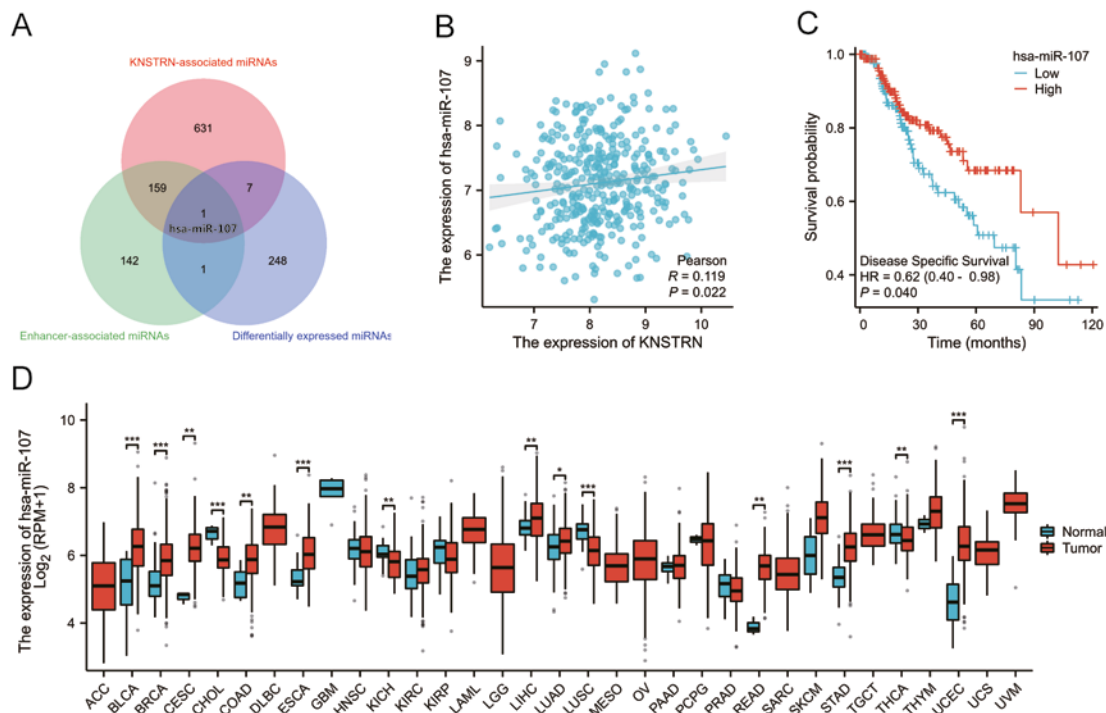 A
KNSTRN-associated miRNAs
631
159
7
1
hsa-miR-107
142
1
248
Enhancer-associated miRNAs
Differentially expressed miRNAs
B
The expression of hsa-miR-107
9
8
7
6
Pearson
R = 0.119
P = 0.022
7 8 9 10
The expression of KNSTRN
C
hsa-miR-107
Low
High
Survival probability
1.0
0.8
0.6
0.4
Disease Specific Survival
HR = 0.62 (0.40 - 0.98)
P = 0.040
0 30 60 90 120
Time (months)
D
The expression of hsa-miR-107
Log2 (RPM+1)
10
8
6
4
*** *** ** *** ** *** ** ** * *** ** *** ** ***
Normal
Tumor
ACC BLCA BRCA CESC CHOL COAD DLBC ESCA GBM HNSC KICH KIRC KIRP LAML LGG LIHC LUAD LUSC MESO OV PAAD PCPG PRAD READ SARC SKCM STAD TGCT THCA THYM UCEC UCS UVM